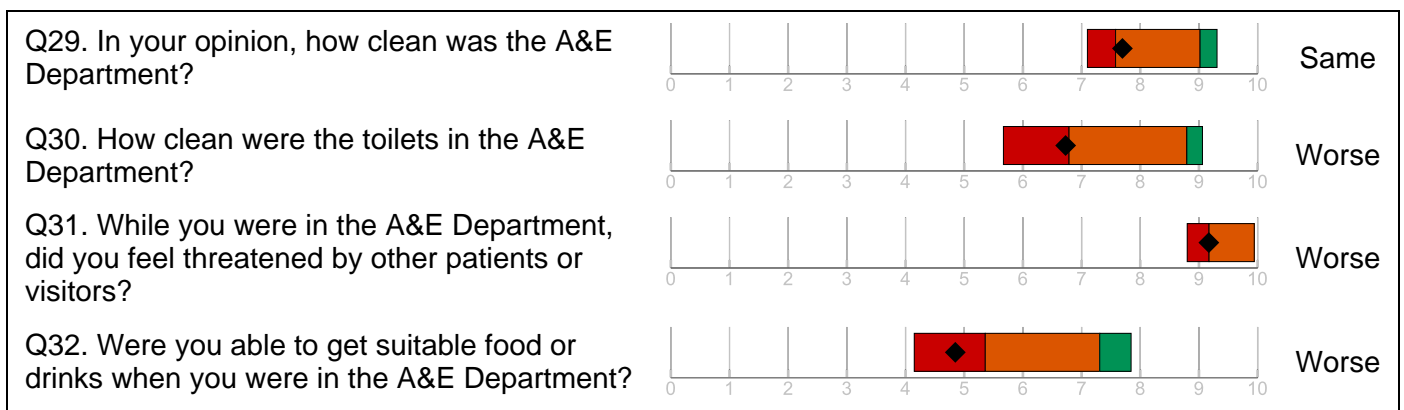 Q29. In your opinion, how clean was the A&E
Department?
Same
0 1 2 3 4 5 6 7 8 9 10
Q30. How clean were the toilets in the A&E
Department?
Worse
0 1 2 3 4 5 6 7 8 9 10
Q31. While you were in the A&E Department,
did you feel threatened by other patients or
visitors?
Worse
0 1 2 3 4 5 6 7 8 9 10
Q32. Were you able to get suitable food or
drinks when you were in the A&E Department?
Worse
0 1 2 3 4 5 6 7 8 9 10